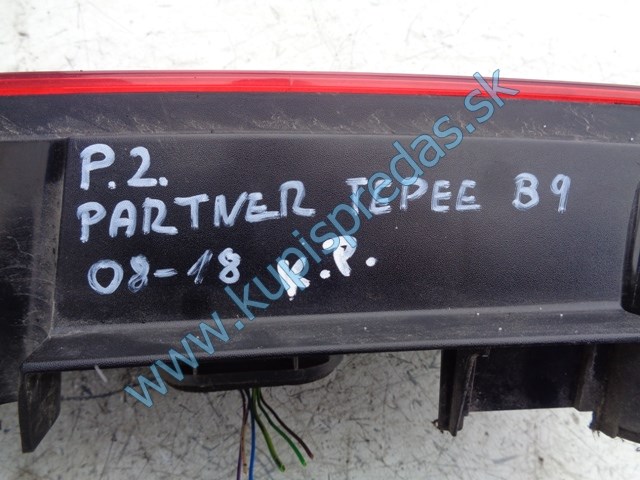 P.2.
PARTNER TEPEE B9
08-18 K.P.
www.kupispredas.sk